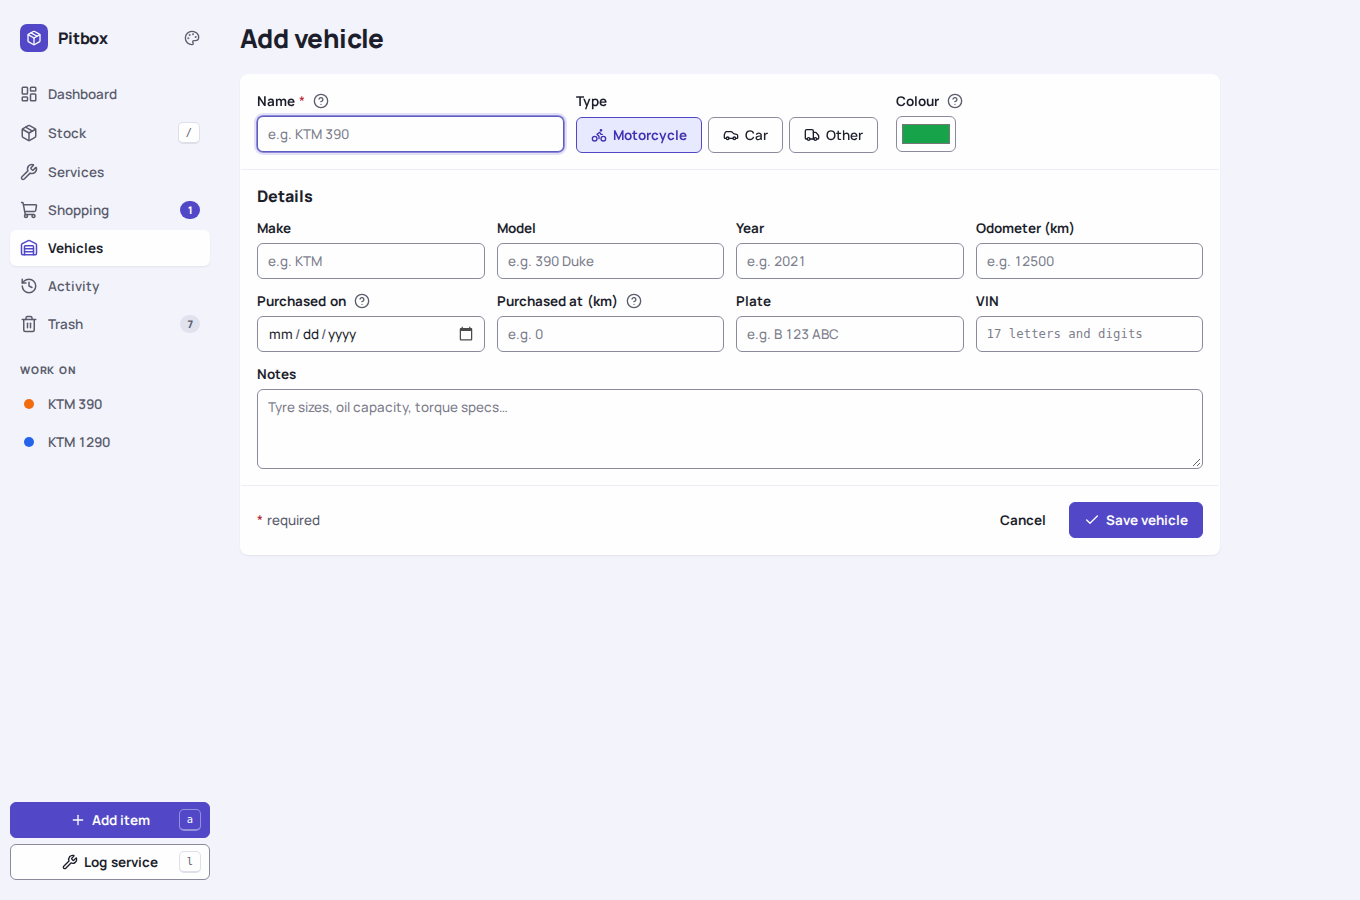 Pitbox
Dashboard
Stock /
Services
Shopping 1
Vehicles
Activity
Trash 7
WORK ON
KTM 390
KTM 1290
+ Add item a
Log service l
Add vehicle
Name * ? Type Colour ?
e.g. KTM 390 Motorcycle Car Other
Details
Make Model Year Odometer (km)
e.g. KTM e.g. 390 Duke e.g. 2021 e.g. 12500
Purchased on ? Purchased at (km) ? Plate VIN
mm/dd/yyyy e.g. 0 e.g. B 123 ABC 17 letters and digits
Notes
Tyre sizes, oil capacity, torque specs...
* required Cancel Save vehicle